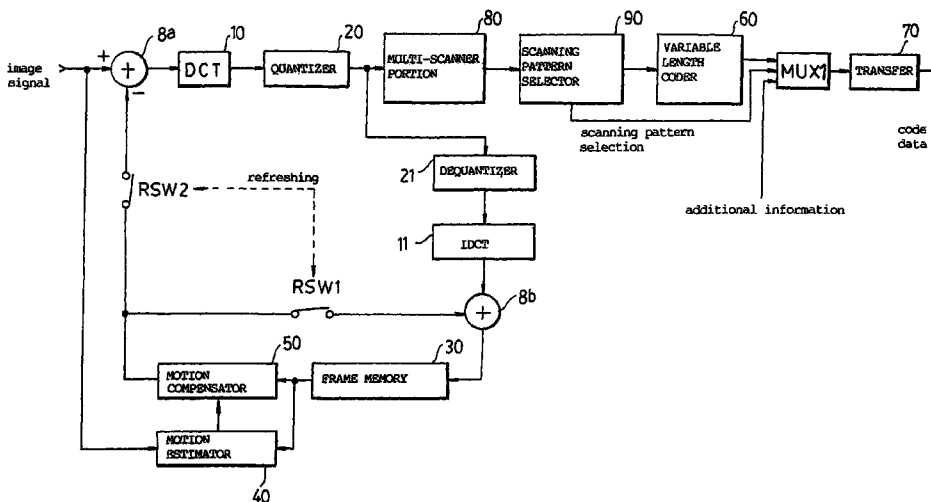 8a
10
20
80
90
60
70
image
signal
+
+
−
DCT
QUANTIZER
MULTI-SCANNER
PORTION
SCANNING
PATTERN
SELECTOR
VARIABLE
LENGTH
CODER
MUX1
TRANSFER
scanning pattern
selection
code
data
refreshing
RSW2
21
DEQUANTIZER
additional information
11
IDCT
RSW1
+
8b
50
30
MOTION
COMPENSATOR
FRAME MEMORY
MOTION
ESTIMATOR
40